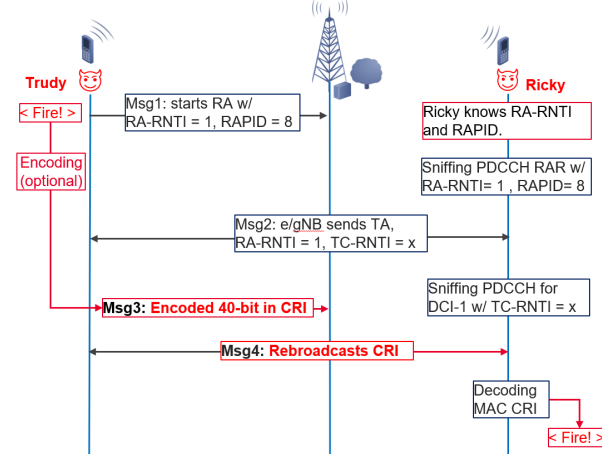 Trudy
Ricky
< Fire! >
Msg1: starts RA w/
RA-RNTI = 1, RAPID = 8
Ricky knows RA-RNTI
and RAPID.
Encoding
(optional)
Sniffing PDCCH RAR w/
RA-RNTI= 1 , RAPID= 8
Msg2: e/gNB sends TA,
RA-RNTI = 1, TC-RNTI = x
Sniffing PDCCH for
DCI-1 w/ TC-RNTI = x
Msg3: Encoded 40-bit in CRI
Msg4: Rebroadcasts CRI
Decoding
MAC CRI
< Fire! >